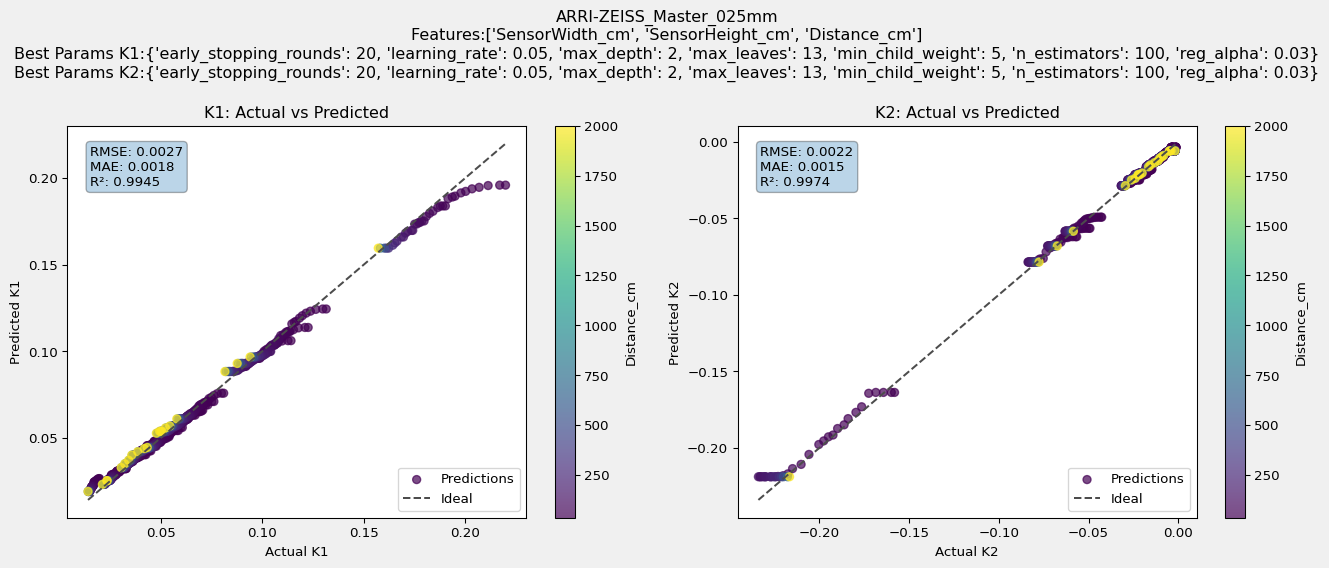 ARRI-ZEISS_Master_025mm
Features:['SensorWidth_cm', 'SensorHeight_cm', 'Distance_cm']
Best Params K1:{'early_stopping_rounds': 20, 'learning_rate': 0.05, 'max_depth': 2, 'max_leaves': 13, 'min_child_weight': 5, 'n_estimators': 100, 'reg_alpha': 0.03}
Best Params K2:{'early_stopping_rounds': 20, 'learning_rate': 0.05, 'max_depth': 2, 'max_leaves': 13, 'min_child_weight': 5, 'n_estimators': 100, 'reg_alpha': 0.03}
K1: Actual vs Predicted
RMSE: 0.0027
MAE: 0.0018
R²: 0.9945
0.20
0.15
0.10
0.05
Predicted K1
0.05
0.10
0.15
0.20
Actual K1
Predictions
Ideal
2000
1750
1500
1250
1000
750
500
250
Distance_cm
K2: Actual vs Predicted
RMSE: 0.0022
MAE: 0.0015
R²: 0.9974
0.00
−0.05
−0.10
−0.15
−0.20
Predicted K2
−0.20
−0.15
−0.10
−0.05
0.00
Actual K2
Predictions
Ideal
2000
1750
1500
1250
1000
750
500
250
Distance_cm